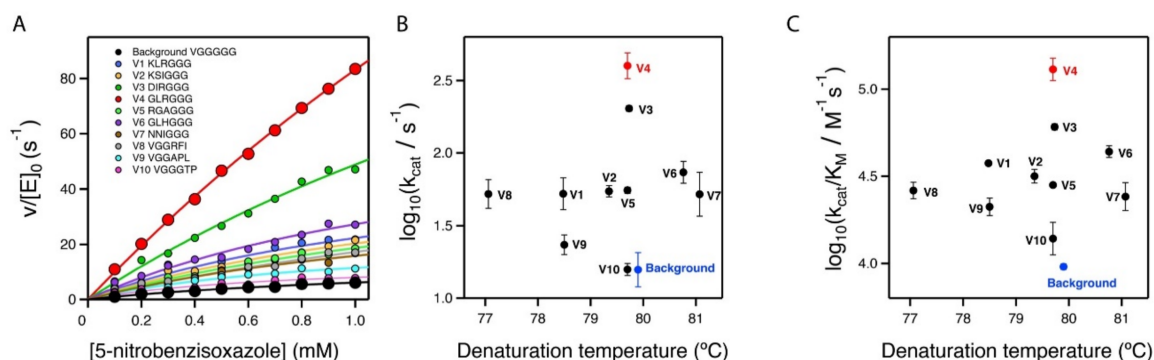 A
B
C
Background VGGGGG
V1 KLRGGG
V2 KSIGGG
V3 DIRGGG
V4 GLRGGG
V5 RGAGGG
V6 GLHGGG
V7 NNIGGG
V8 VGGRFI
V9 VGGAPL
V10 VGGGTP
v/[E]₀ (s⁻¹)
80
60
40
20
0
0 0.2 0.4 0.6 0.8 1.0
[5-nitrobenzisoxazole] (mM)
log₁₀(kcat / s⁻¹)
2.5
2.0
1.5
1.0
V4
V3
V6
V2
V8
V1
V5
V7
V9
V10
Background
77 78 79 80 81
Denaturation temperature (ºC)
log₁₀(kcat/KM / M⁻¹ s⁻¹)
5.0
4.5
4.0
V4
V3
V6
V1
V2
V5
V8
V7
V9
V10
Background
77 78 79 80 81
Denaturation temperature (ºC)